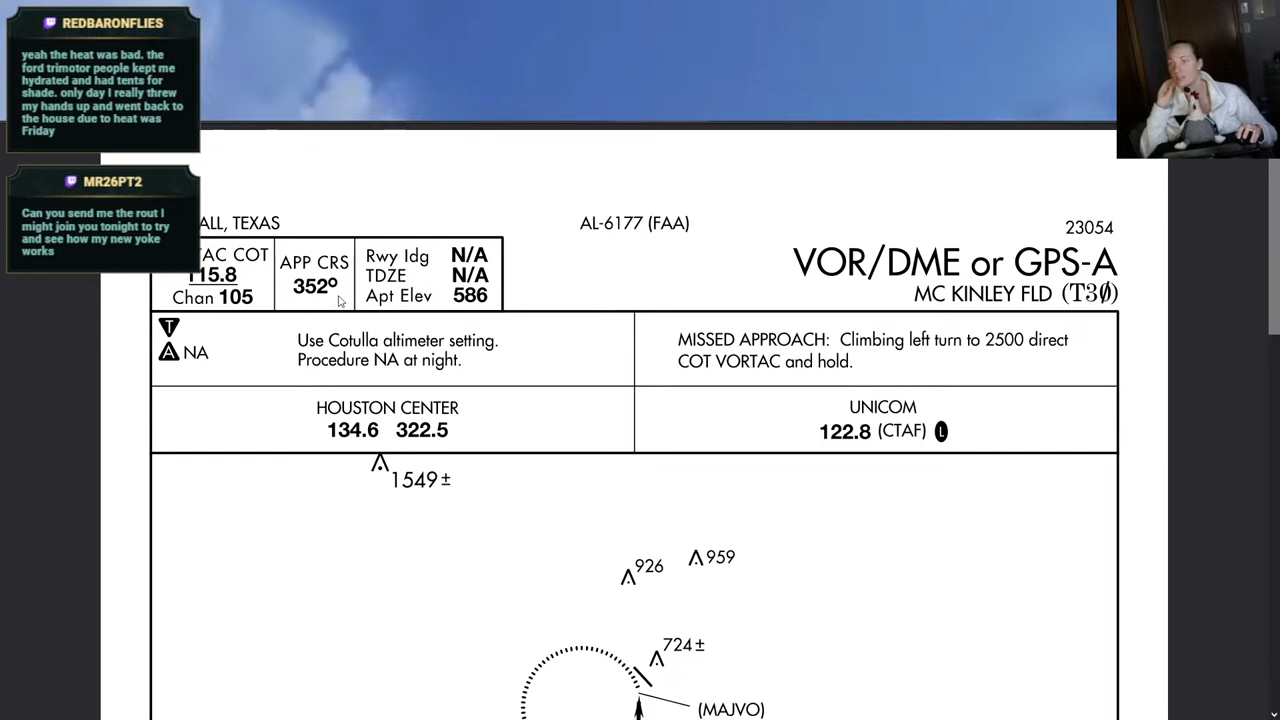 REDBARONFLIES
yeah the heat was bad. the
ford trimotor people kept me
hydrated and had tents for
shade. only day I really threw
my hands up and went back to
the house due to heat was
Friday
MR26PT2
Can you send me the rout I
might join you tonight to try
and see how my new yoke
works
ALL, TEXAS
AL-6177 (FAA)
23054
TAC COT
115.8
Chan 105
APP CRS
352º
Rwy Idg N/A
TDZE N/A
Apt Elev 586
VOR/DME or GPS-A
MC KINLEY FLD (T3Ø)
T
A NA
Use Cotulla altimeter setting.
Procedure NA at night.
MISSED APPROACH: Climbing left turn to 2500 direct
COT VORTAC and hold.
HOUSTON CENTER
134.6 322.5
UNICOM
122.8 (CTAF) L
1549±
926
959
724±
(MAJVO)